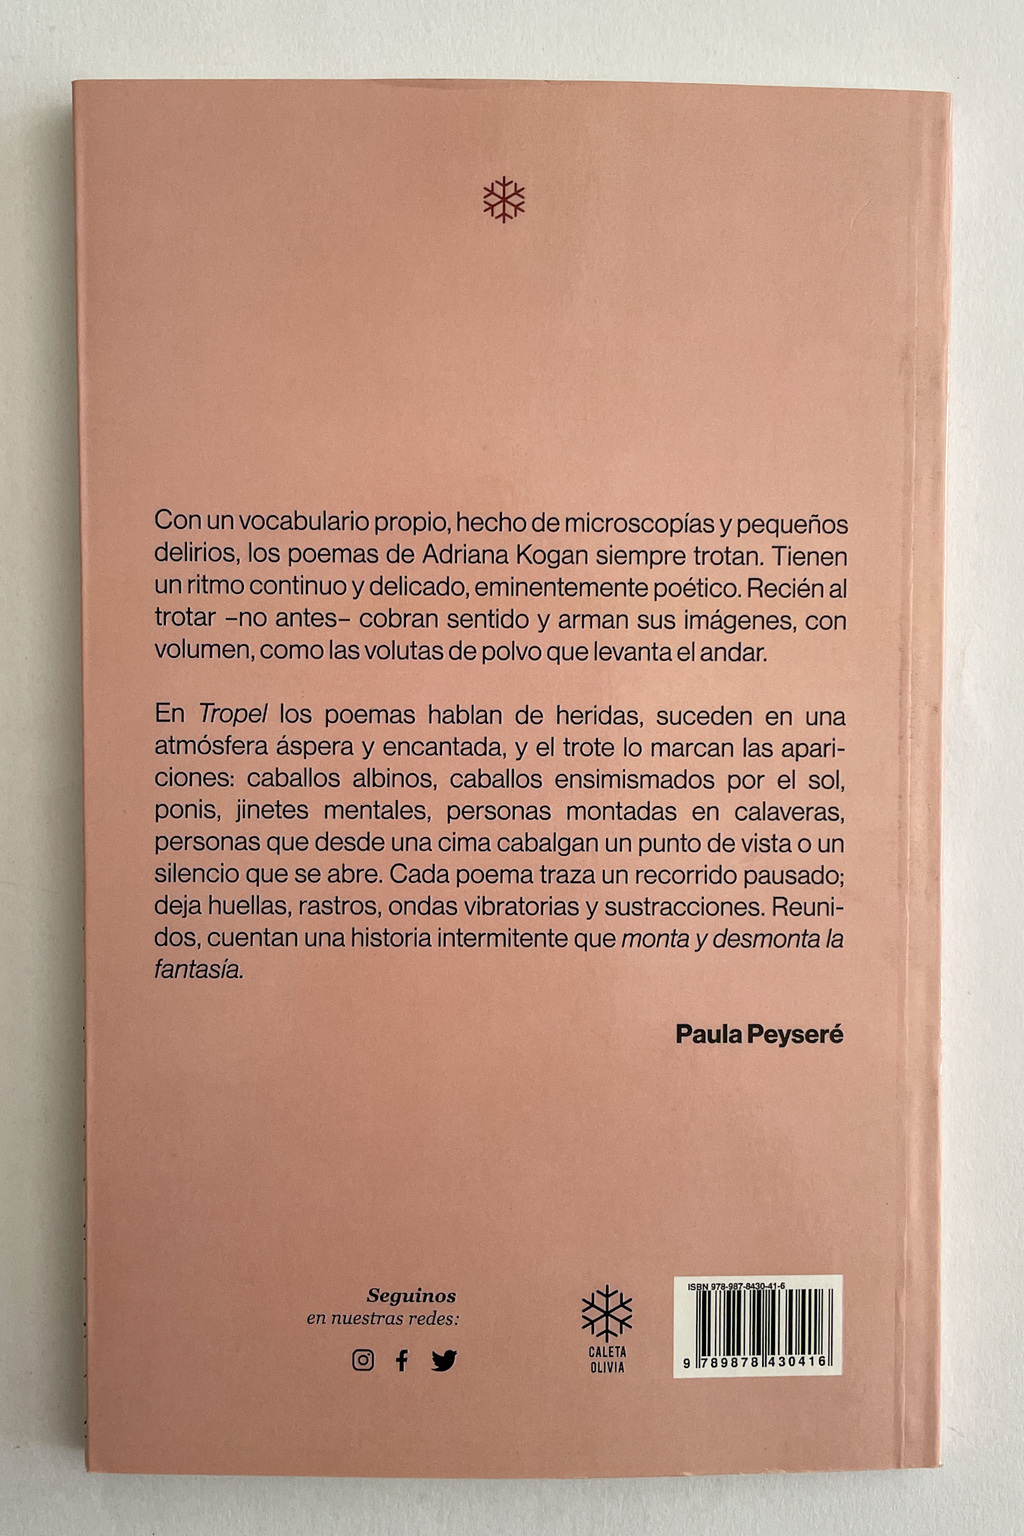 Con un vocabulario propio, hecho de microscopías y pequeños
delirios, los poemas de Adriana Kogan siempre trotan. Tienen
un ritmo continuo y delicado, eminentemente poético. Recién al
trotar –no antes– cobran sentido y arman sus imágenes, con
volumen, como las volutas de polvo que levanta el andar.
En Tropel los poemas hablan de heridas, suceden en una
atmósfera áspera y encantada, y el trote lo marcan las apari-
ciones: caballos albinos, caballos ensimismados por el sol,
ponis, jinetes mentales, personas montadas en calaveras,
personas que desde una cima cabalgan un punto de vista o un
silencio que se abre. Cada poema traza un recorrido pausado;
deja huellas, rastros, ondas vibratorias y sustracciones. Reuni-
dos, cuentan una historia intermitente que monta y desmonta la
fantasía.
Paula Peyseré
Seguinos
en nuestras redes:
CALETA
OLIVIA
ISBN 978-987-8430-41-6
9 789878 430416